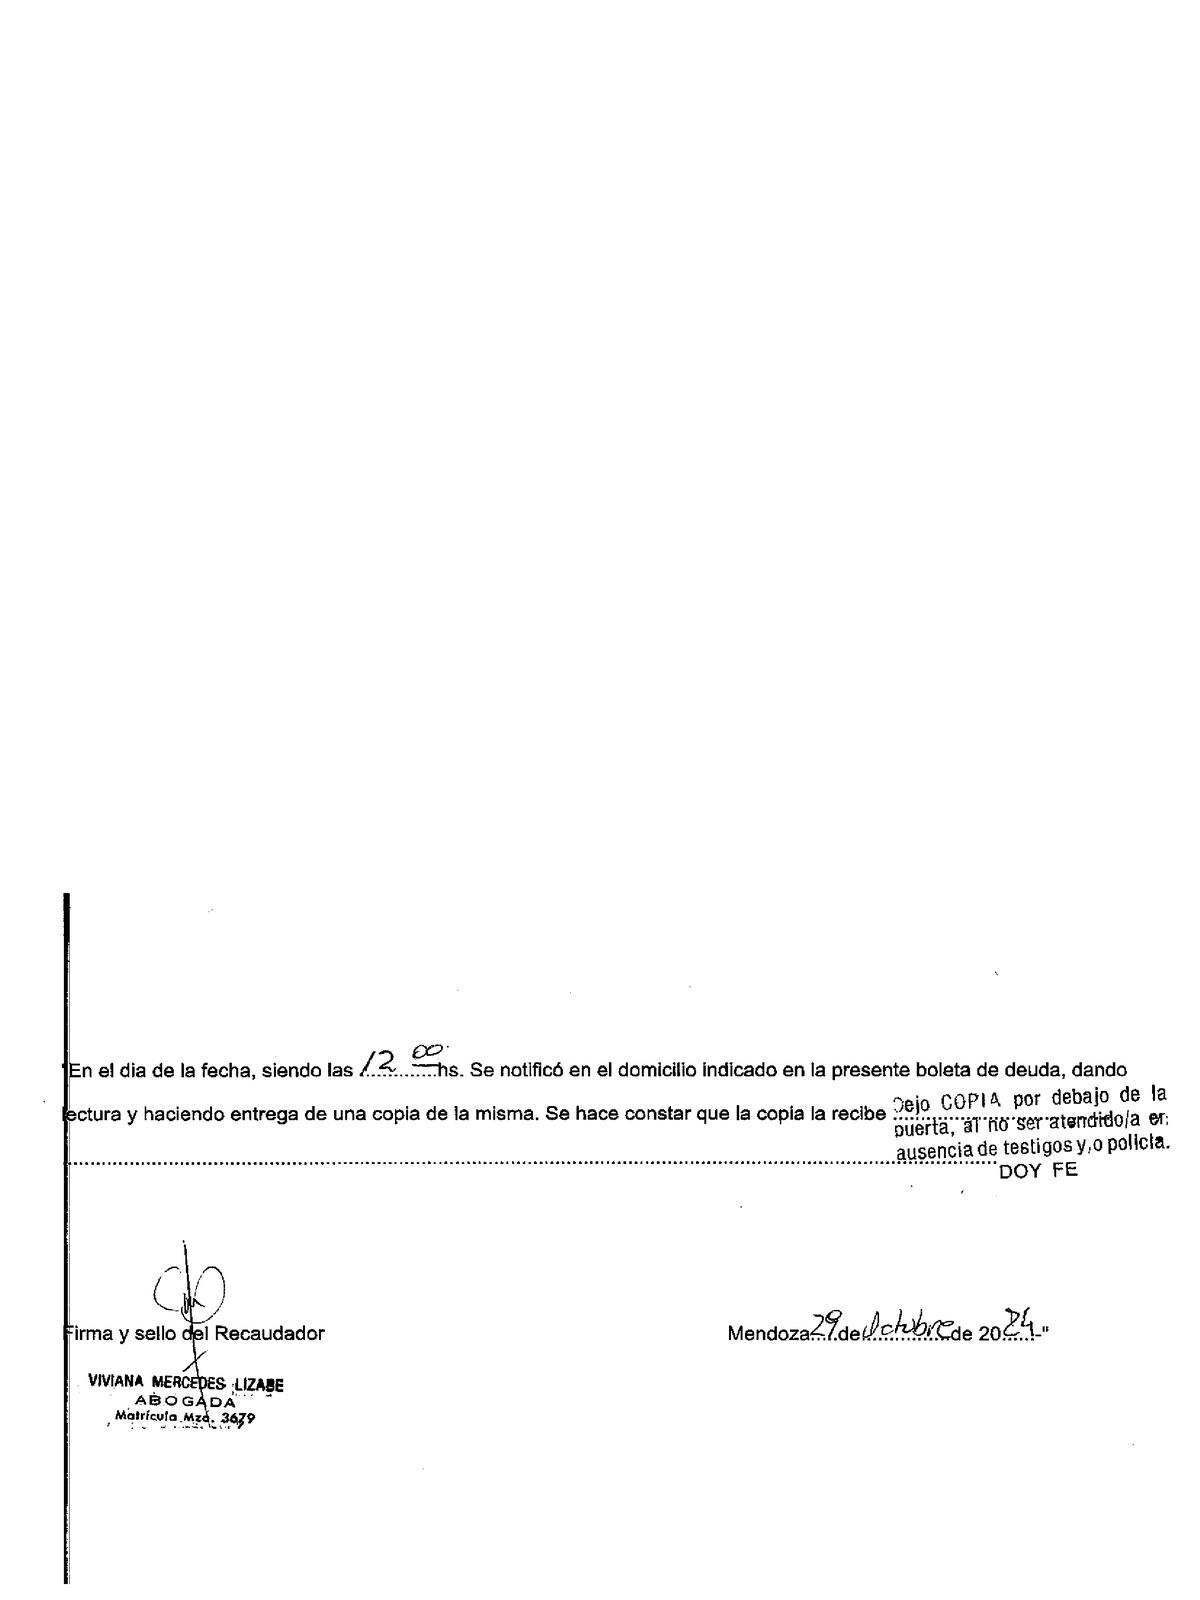 "En el dia de la fecha, siendo las 12 00 hs. Se notificó en el domicilio indicado en la presente boleta de deuda, dando
lectura y haciendo entrega de una copia de la misma. Se hace constar que la copia la recibe Dejo COPIA por debajo de la
puerta, al no ser atendido/a en
ausencia de testigos y/o policia.
DOY FE
Firma y sello del Recaudador
Mendoza 29 de Octubre de 2024-"
VIVIANA MERCEDES LIZABE
ABOGADA
Matrícula Mza. 3679